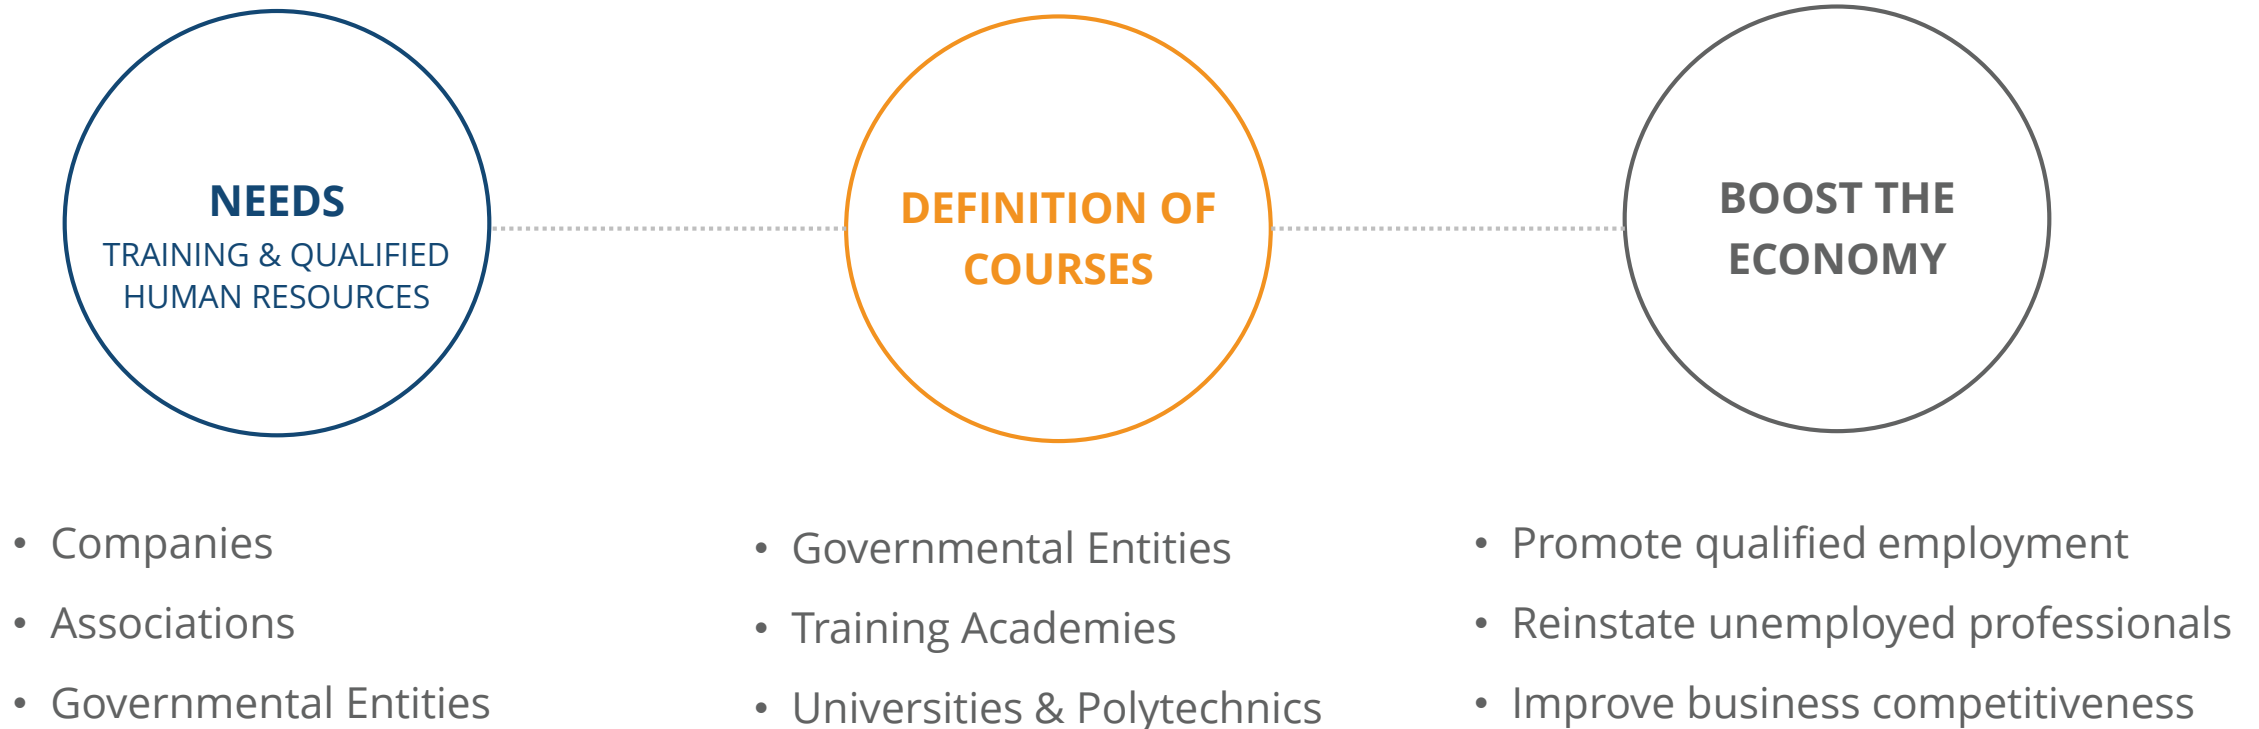 NEEDS
TRAINING & QUALIFIED
HUMAN RESOURCES
• Companies
• Associations
• Governmental Entities
DEFINITION OF
COURSES
• Governmental Entities
• Training Academies
• Universities & Polytechnics
BOOST THE
ECONOMY
• Promote qualified employment
• Reinstate unemployed professionals
• Improve business competitiveness